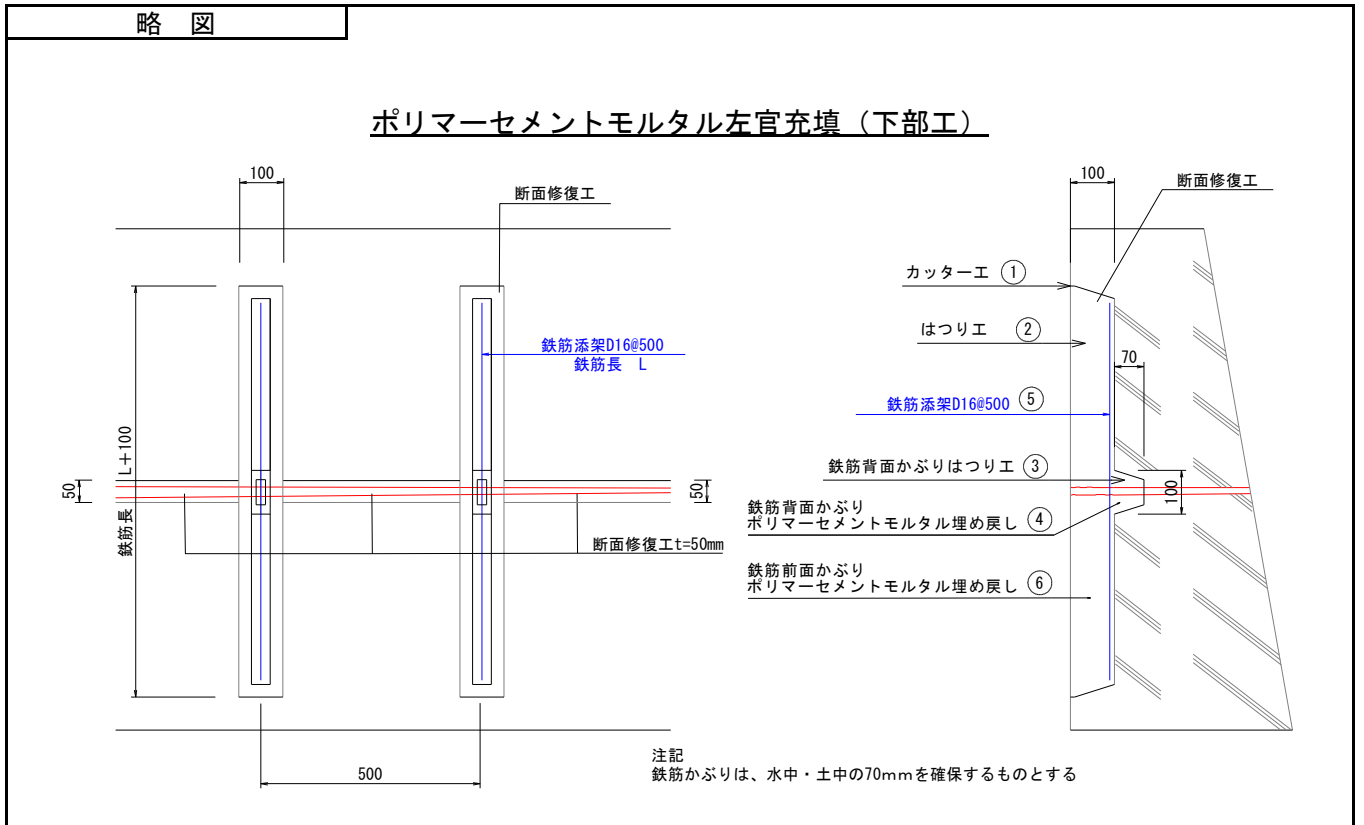 略 図
ポリマーセメントモルタル左官充填（下部工）
100
断面修復工
鉄筋添架D16@500
鉄筋長 L
鉄筋長 L＋100
50
50
断面修復工t=50mm
500
100
断面修復工
カッター工 ①
はつり工 ②
70
鉄筋添架D16@500 ⑤
鉄筋背面かぶりはつり工 ③
100
鉄筋背面かぶり
ポリマーセメントモルタル埋め戻し ④
鉄筋前面かぶり
ポリマーセメントモルタル埋め戻し ⑥
注記
鉄筋かぶりは、水中・土中の70mmを確保するものとする